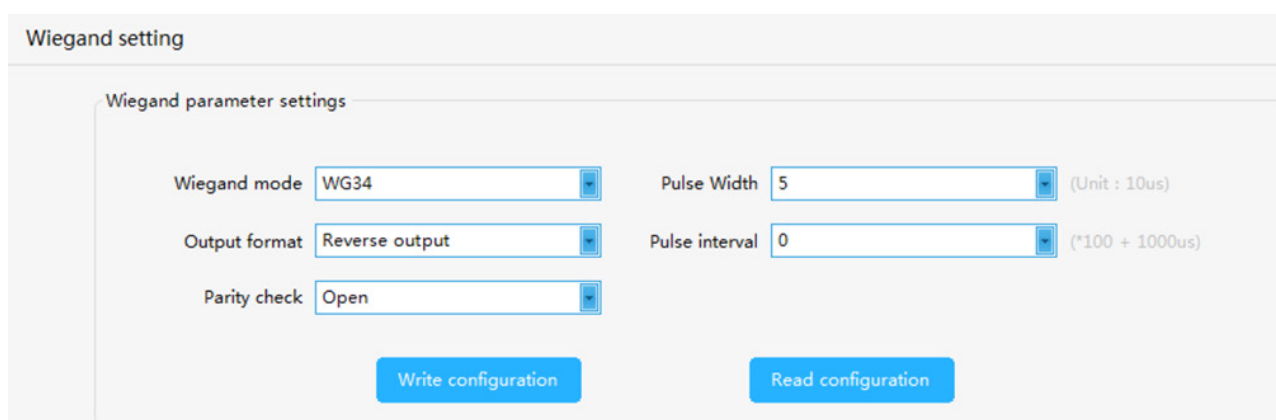 Wiegand setting
Wiegand parameter settings
Wiegand mode WG34 Pulse Width 5 (Unit : 10us)
Output format Reverse output Pulse interval 0 (*100 + 1000us)
Parity check Open
Write configuration Read configuration